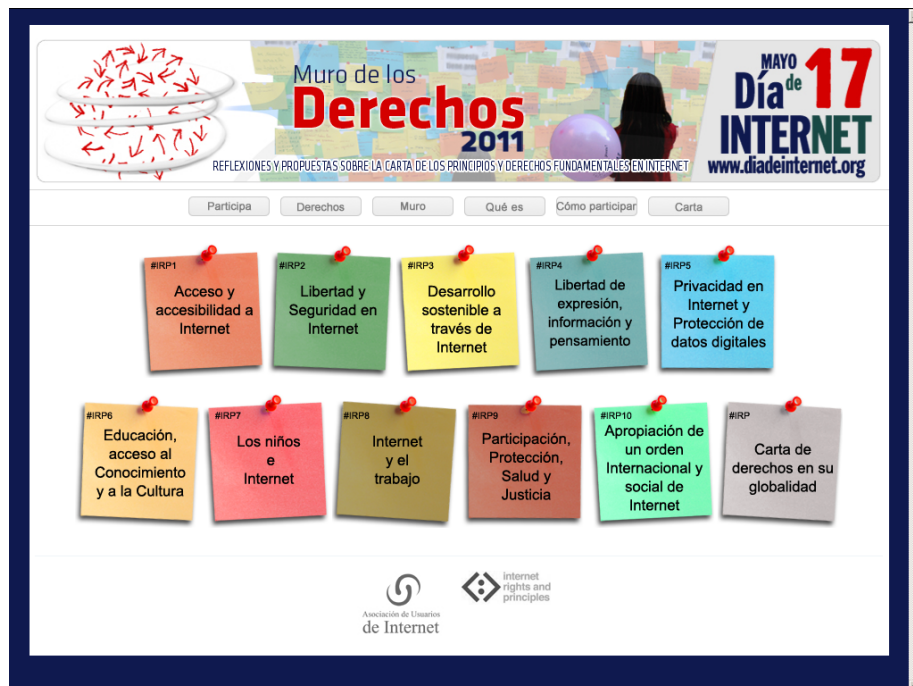 Muro de los
Derechos
2011
REFLEXIONES Y PROPUESTAS SOBRE LA CARTA DE LOS PRINCIPIOS Y DERECHOS FUNDAMENTALES EN INTERNET
MAYO 17
Día de
INTERNET
www.diadeinternet.org
Participa
Derechos
Muro
Qué es
Cómo participar
Carta
#IRP1
Acceso y
accesibilidad a
Internet
#IRP2
Libertad y
Seguridad en
Internet
#IRP3
Desarrollo
sostenible a
través de
Internet
#IRP4
Libertad de
expresión,
información y
pensamiento
#IRP5
Privacidad en
Internet y
Protección de
datos digitales
#IRP6
Educación,
acceso al
Conocimiento
y a la Cultura
#IRP7
Los niños
e
Internet
#IRP8
Internet
y el
trabajo
#IRP9
Participación,
Protección,
Salud y
Justicia
#IRP10
Apropiación de
un orden
Internacional y
social de
Internet
#IRP
Carta de
derechos en su
globalidad
Asociación de Usuarios
de Internet
internet
rights and
principles